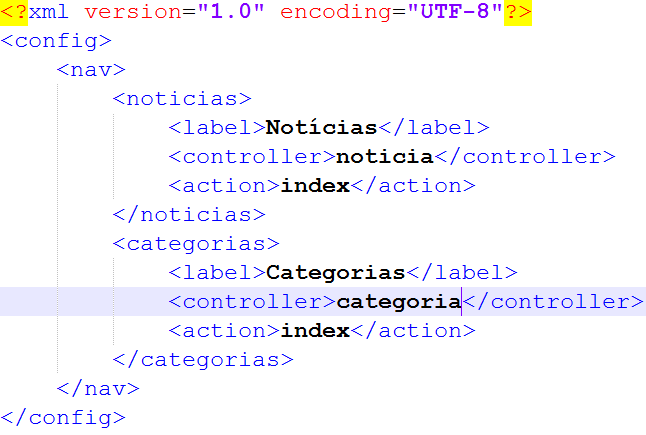 <?xml version="1.0" encoding="UTF-8"?>
<config>
    <nav>
        <noticias>
            <label>Notícias</label>
            <controller>noticia</controller>
            <action>index</action>
        </noticias>
        <categorias>
            <label>Categorias</label>
            <controller>categoria</controller>
            <action>index</action>
        </categorias>
    </nav>
</config>